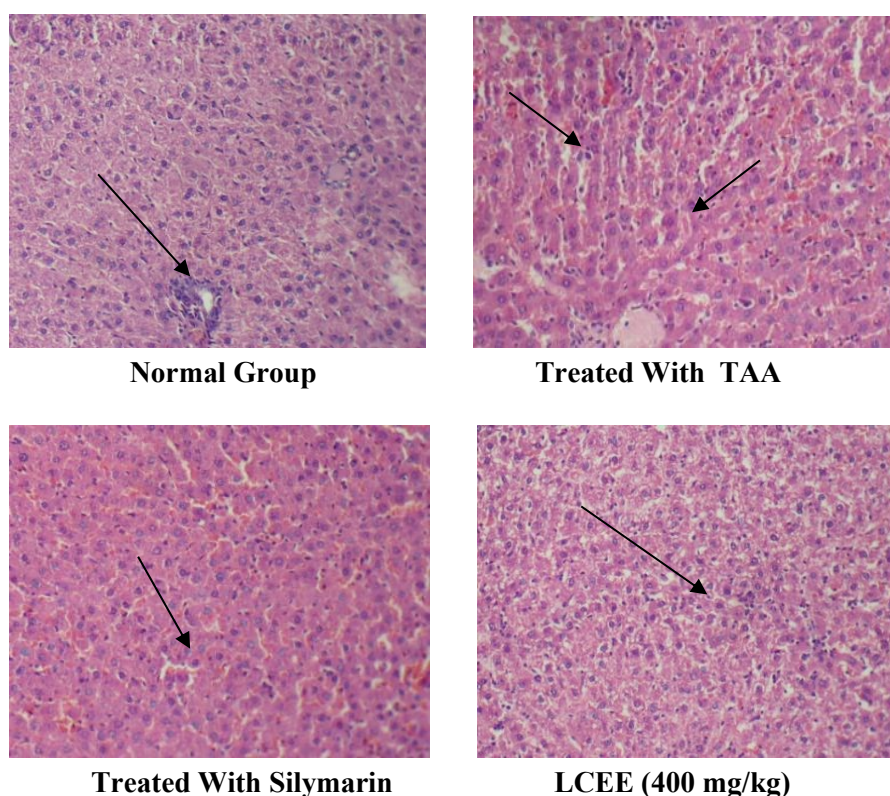 Normal Group
Treated With TAA
Treated With Silymarin
LCEE (400 mg/kg)